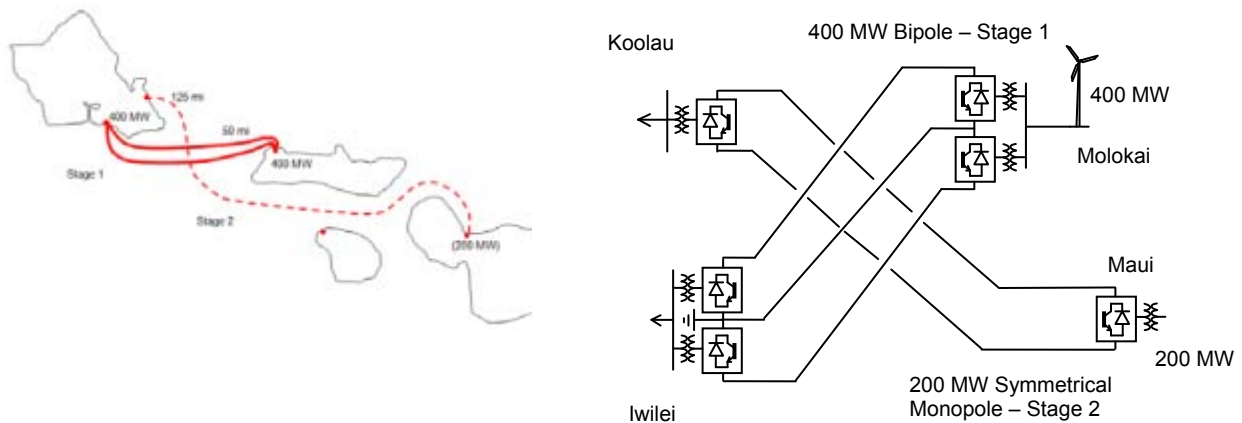 125 mi
400 MW
50 mi
400 MW
Stage 1
Stage 2
(200 MW)
Koolau
400 MW Bipole – Stage 1
400 MW
Molokai
Maui
200 MW
200 MW Symmetrical
Monopole – Stage 2
Iwilei